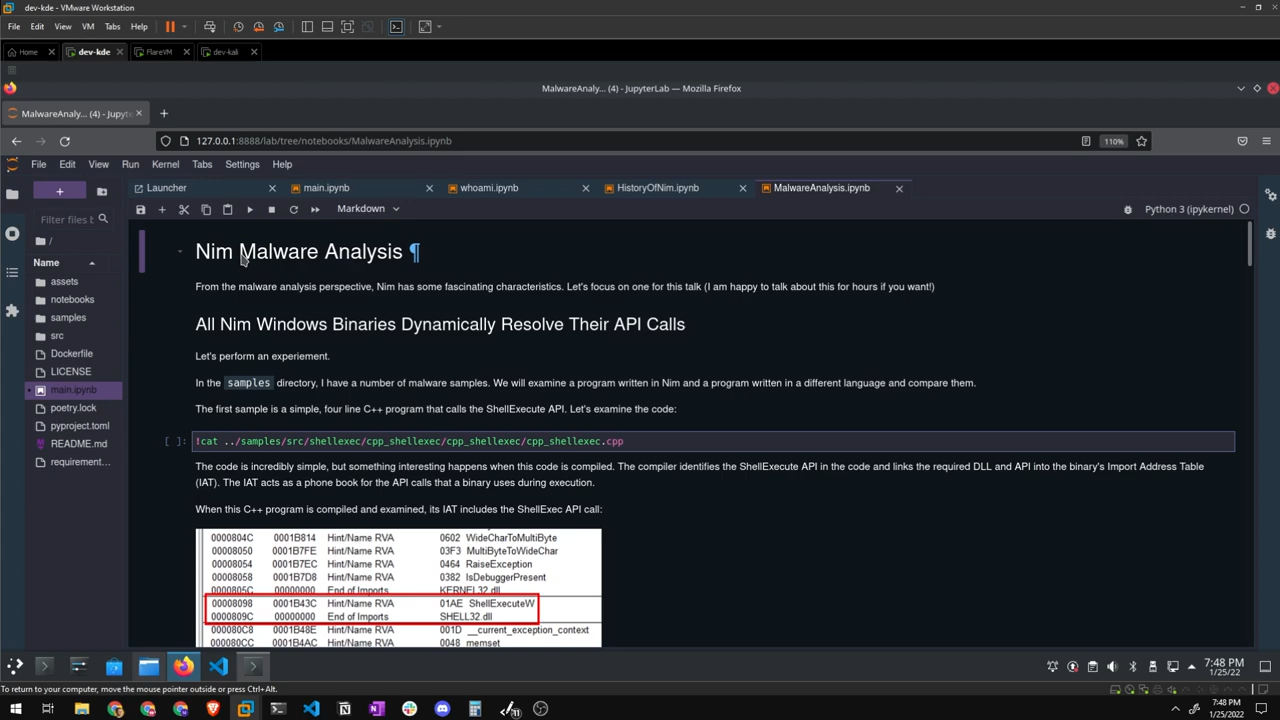 dev-kde - VMware Workstation
File Edit View VM Tabs Help
Home dev-kde FlareVM dev-kali
MalwareAnaly... (4) - JupyterLab — Mozilla Firefox
MalwareAnaly... (4) - Jupyte
127.0.0.1:8888/lab/tree/notebooks/MalwareAnalysis.ipynb 110%
File Edit View Run Kernel Tabs Settings Help
Launcher main.ipynb whoami.ipynb HistoryOfNim.ipynb MalwareAnalysis.ipynb
Markdown Python 3 (ipykernel)
Filter files b
/
Name
assets
notebooks
samples
src
Dockerfile
LICENSE
main.ipynb
poetry.lock
pyproject.toml
README.md
requirement...
Nim Malware Analysis ¶
From the malware analysis perspective, Nim has some fascinating characteristics. Let's focus on one for this talk (I am happy to talk about this for hours if you want!)
All Nim Windows Binaries Dynamically Resolve Their API Calls
Let's perform an experiement.
In the samples directory, I have a number of malware samples. We will examine a program written in Nim and a program written in a different language and compare them.
The first sample is a simple, four line C++ program that calls the ShellExecute API. Let's examine the code:
[ ]: !cat ../samples/src/shellexec/cpp_shellexec/cpp_shellexec/cpp_shellexec.cpp
The code is incredibly simple, but something interesting happens when this code is compiled. The compiler identifies the ShellExecute API in the code and links the required DLL and API into the binary's Import Address Table
(IAT). The IAT acts as a phone book for the API calls that a binary uses during execution.
When this C++ program is compiled and examined, its IAT includes the ShellExec API call:
0000804C 0001B814 Hint/Name RVA 0602 WideCharToMultiByte
00008050 0001B7FE Hint/Name RVA 03F3 MultiByteToWideChar
00008054 0001B7EC Hint/Name RVA 0464 RaiseException
00008058 0001B7D8 Hint/Name RVA 0382 IsDebuggerPresent
0000805C 00000000 End of Imports KERNEL32.dll
00008098 0001B43C Hint/Name RVA 01AE ShellExecuteW
0000809C 00000000 End of Imports SHELL32.dll
000080C8 0001B48E Hint/Name RVA 001D __current_exception_context
000080CC 0001B4AC Hint/Name RVA 0048 memset
7:48 PM
1/25/22
To return to your computer, move the mouse pointer outside or press Ctrl+Alt.
7:48 PM
1/25/2022